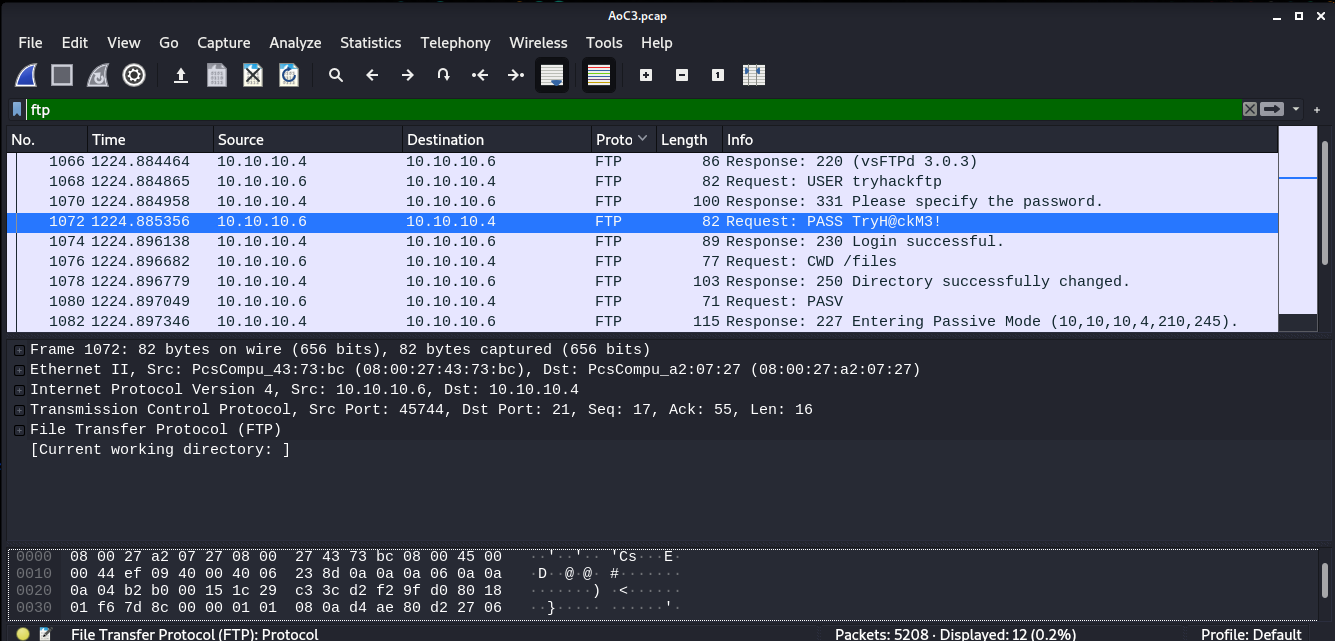 AoC3.pcap
File Edit View Go Capture Analyze Statistics Telephony Wireless Tools Help
ftp
No. Time Source Destination Proto Length Info
1066 1224.884464 10.10.10.4 10.10.10.6 FTP 86 Response: 220 (vsFTPd 3.0.3)
1068 1224.884865 10.10.10.6 10.10.10.4 FTP 82 Request: USER tryhackftp
1070 1224.884958 10.10.10.4 10.10.10.6 FTP 100 Response: 331 Please specify the password.
1072 1224.885356 10.10.10.6 10.10.10.4 FTP 82 Request: PASS TryH@ckM3!
1074 1224.896138 10.10.10.4 10.10.10.6 FTP 89 Response: 230 Login successful.
1076 1224.896682 10.10.10.6 10.10.10.4 FTP 77 Request: CWD /files
1078 1224.896779 10.10.10.4 10.10.10.6 FTP 103 Response: 250 Directory successfully changed.
1080 1224.897049 10.10.10.6 10.10.10.4 FTP 71 Request: PASV
1082 1224.897346 10.10.10.4 10.10.10.6 FTP 115 Response: 227 Entering Passive Mode (10,10,10,4,210,245).
Frame 1072: 82 bytes on wire (656 bits), 82 bytes captured (656 bits)
Ethernet II, Src: PcsCompu_43:73:bc (08:00:27:43:73:bc), Dst: PcsCompu_a2:07:27 (08:00:27:a2:07:27)
Internet Protocol Version 4, Src: 10.10.10.6, Dst: 10.10.10.4
Transmission Control Protocol, Src Port: 45744, Dst Port: 21, Seq: 17, Ack: 55, Len: 16
File Transfer Protocol (FTP)
[Current working directory: ]
0000 08 00 27 a2 07 27 08 00 27 43 73 bc 08 00 45 00 ··'··'·· 'Cs···E·
0010 00 44 ef 09 40 00 40 06 23 8d 0a 0a 0a 06 0a 0a ·D··@·@· #·······
0020 0a 04 b2 b0 00 15 1c 29 c3 3c d2 f2 9f d0 80 18 ·······) ·<······
0030 01 f6 7d 8c 00 00 01 01 08 0a d4 ae 80 d2 27 06 ··}····· ······'·
File Transfer Protocol (FTP): Protocol Packets: 5208 · Displayed: 12 (0.2%) Profile: Default